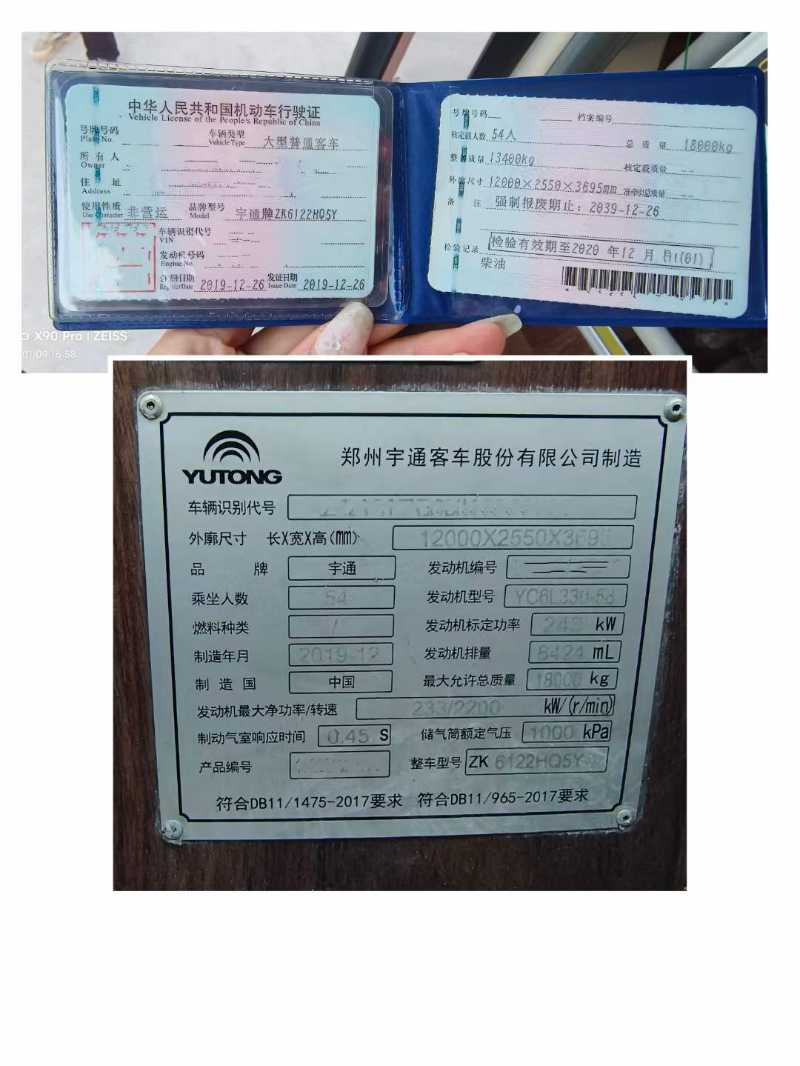 中华人民共和国机动车行驶证
Vehicle License of the People's Republic of China
号牌号码 Plate No. 车辆类型 Vehicle Type 大型普通客车
所有人 Owner
住址 Address
使用性质 Use Character 非营运 品牌型号 Model 宇通牌ZK6122HQ5Y
车辆识别代号 VIN
发动机号码 Engine No.
注册日期 Register Date 2019-12-26 发证日期 Issue Date 2019-12-26
号牌号码 档案编号
核定载人数 54人 总质量 18000kg
整备质量 13400kg 核定载质量 --
外廓尺寸 12000×2550×3695mm 准牵引总质量 --
备注 强制报废期止：2039-12-26
检验记录 检验有效期至2020年12月
柴油
X90 Pro | ZEISS
09:16:58
YUTONG
郑州宇通客车股份有限公司制造
车辆识别代号
外廓尺寸 长X宽X高(mm) 12000X2550X369
品牌 宇通 发动机编号
乘坐人数 54 发动机型号
燃料种类 发动机标定功率 kW
制造年月 2019-12 发动机排量 8424 mL
制造国 中国 最大允许总质量 18000 kg
发动机最大净功率/转速 233/2200 kW/(r/min)
制动气室响应时间 0.45 S 储气筒额定气压 1000 kPa
产品编号 整车型号 ZK 6122HQ5Y
符合DB11/1475-2017要求 符合DB11/965-2017要求